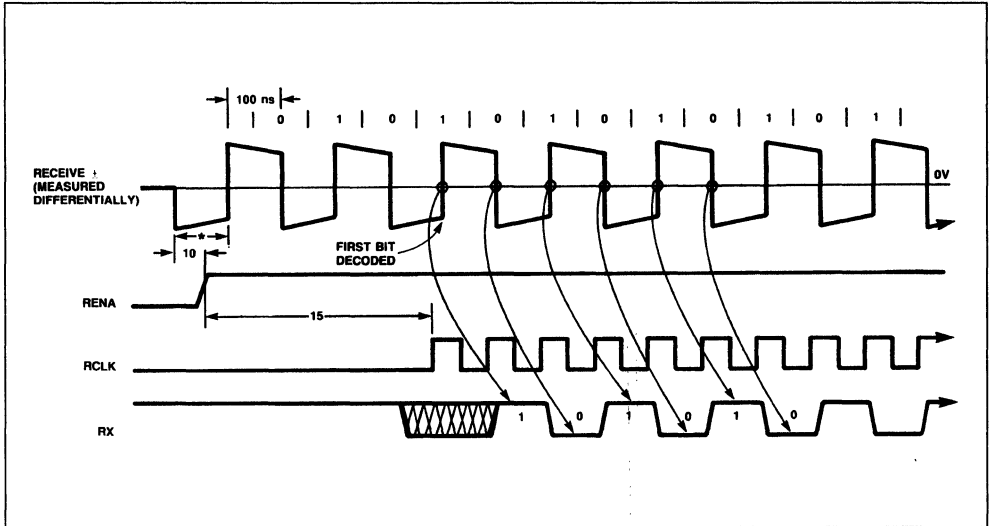 100 ns
| | 0 | 1 | 0 | 1 | 0 | 1 | 0 | 1 | 0 | 1 | 0 | 1 |
RECEIVE ±
(MEASURED
DIFFERENTIALLY)
0V
*
10
FIRST BIT
DECODED
RENA
15
RCLK
RX
1 0 1 0 1 0